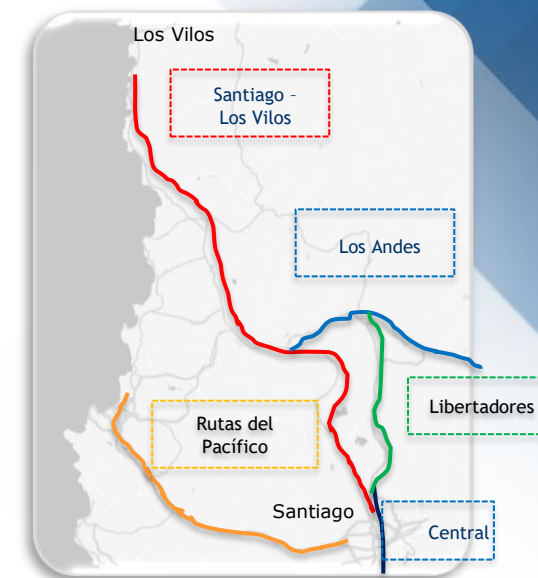 Los Vilos
Santiago –
Los Vilos
Los Andes
Libertadores
Rutas del
Pacífico
Santiago
Central